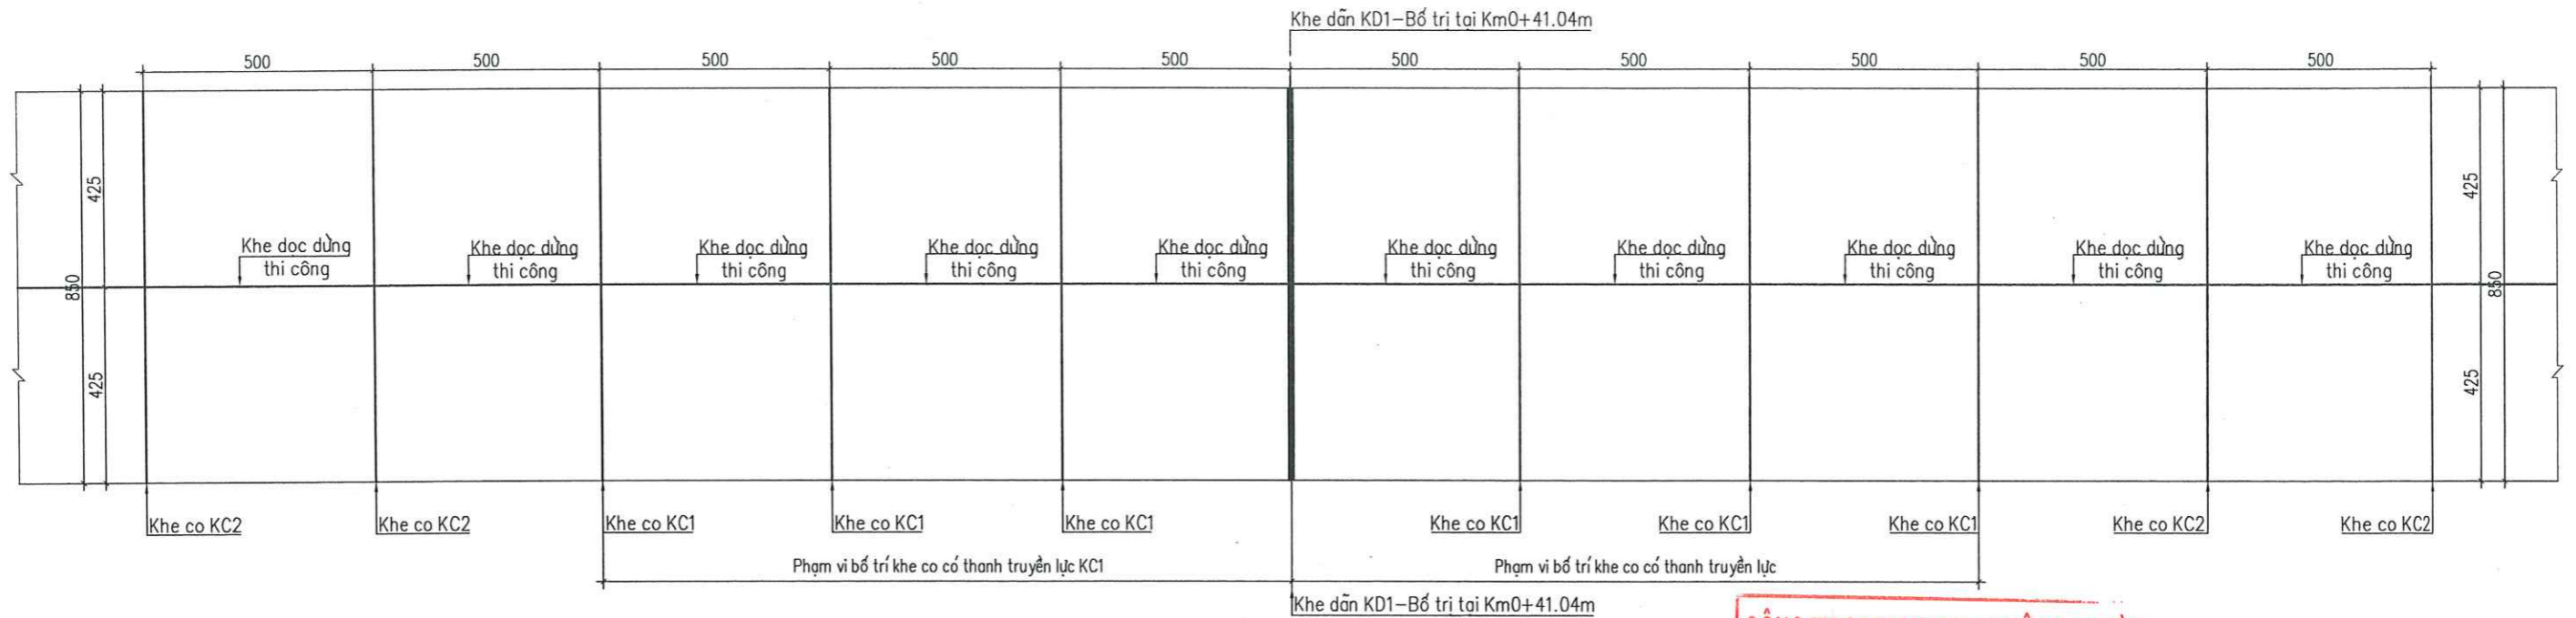 Khe dãn KD1-Bố trị tại Km0+41.04m
500 500 500 500 500 500 500 500 500 500
425 425
Khe dọc dừng
thi công
Khe dọc dừng
thi công
Khe dọc dừng
thi công
Khe dọc dừng
thi công
Khe dọc dừng
thi công
Khe dọc dừng
thi công
Khe dọc dừng
thi công
Khe dọc dừng
thi công
Khe dọc dừng
thi công
Khe dọc dừng
thi công
850 850
425 425
Khe co KC2 Khe co KC2 Khe co KC1 Khe co KC1 Khe co KC1 Khe co KC1 Khe co KC1 Khe co KC1 Khe co KC2 Khe co KC2
Phạm vi bố trí khe co có thanh truyền lực KC1 Phạm vi bố trí khe co có thanh truyền lực
Khe dãn KD1-Bố trị tại Km0+41.04m